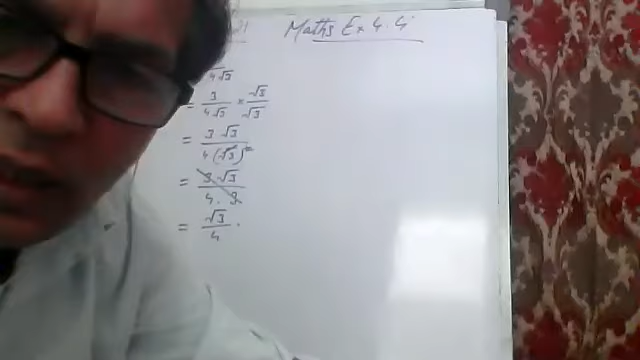 Maths Ex 4.4
4√3
= 3/4√3 × √3/√3
= 3√3/4(√3)²
= 3√3/4.3
= √3/4.